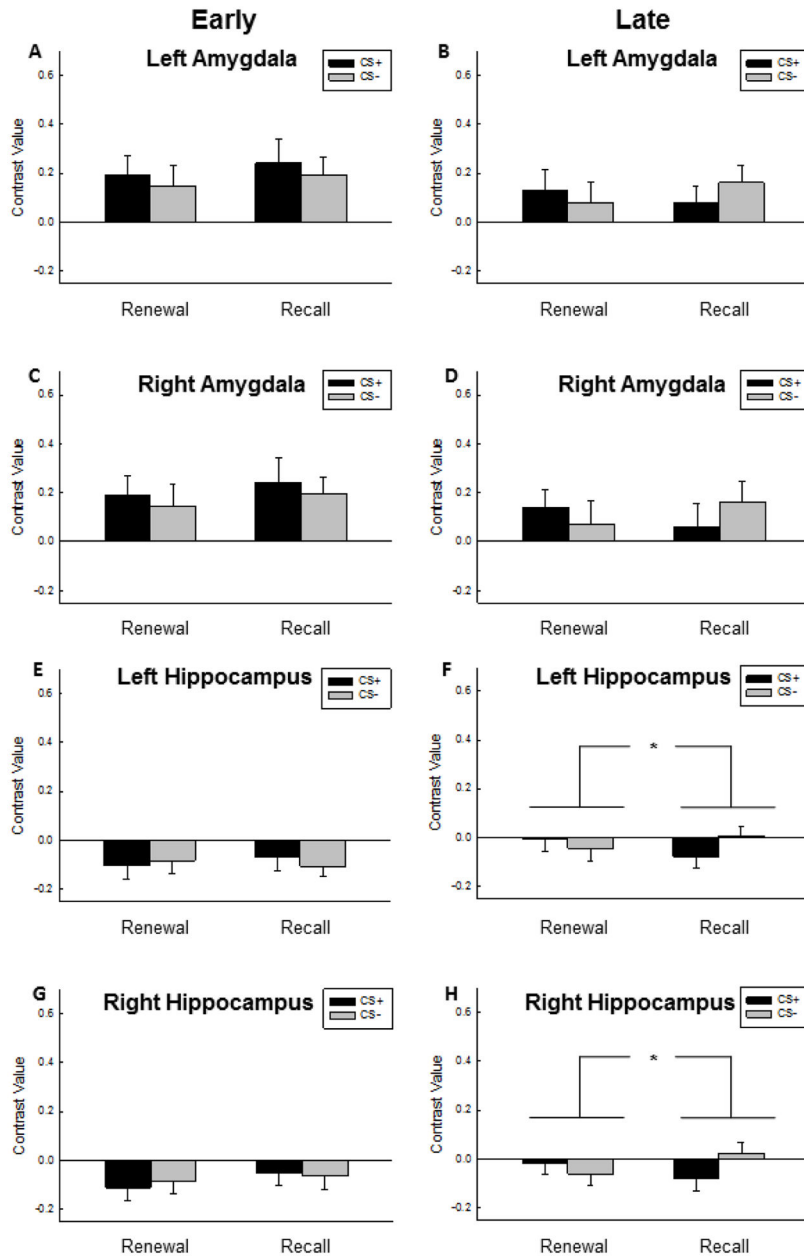 Early Late
A Left Amygdala CS+ CS-
0.6
0.4
0.2
0.0
-0.2
Contrast Value
Renewal Recall
B Left Amygdala CS+ CS-
0.6
0.4
0.2
0.0
-0.2
Contrast Value
Renewal Recall
C Right Amygdala CS+ CS-
0.6
0.4
0.2
0.0
-0.2
Contrast Value
Renewal Recall
D Right Amygdala CS+ CS-
0.6
0.4
0.2
0.0
-0.2
Contrast Value
Renewal Recall
E Left Hippocampus CS+ CS-
0.6
0.4
0.2
0.0
-0.2
Contrast Value
Renewal Recall
F Left Hippocampus CS+ CS-
0.6
0.4
0.2
0.0
-0.2
Contrast Value
*
Renewal Recall
G Right Hippocampus CS+ CS-
0.6
0.4
0.2
-0.0
-0.2
Contrast Value
Renewal Recall
H Right Hippocampus CS+ CS-
0.6
0.4
0.2
-0.0
-0.2
Contrast Value
*
Renewal Recall